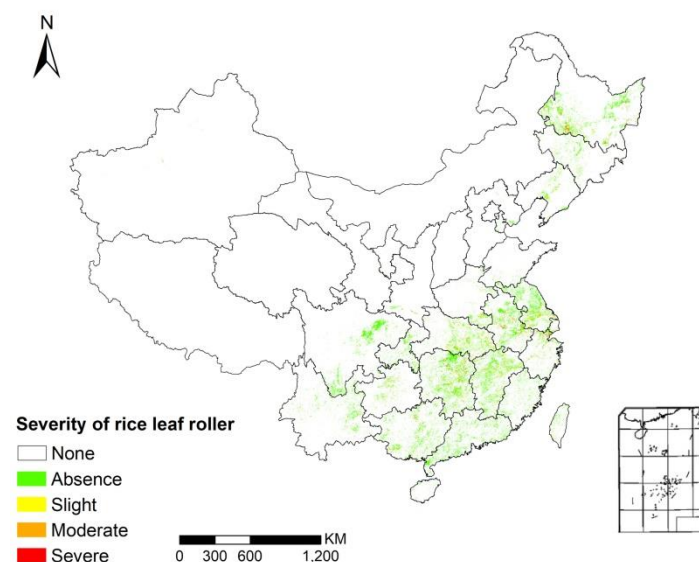 N
Severity of rice leaf roller
None
Absence
Slight
Moderate
Severe
KM
0 300 600 1,200